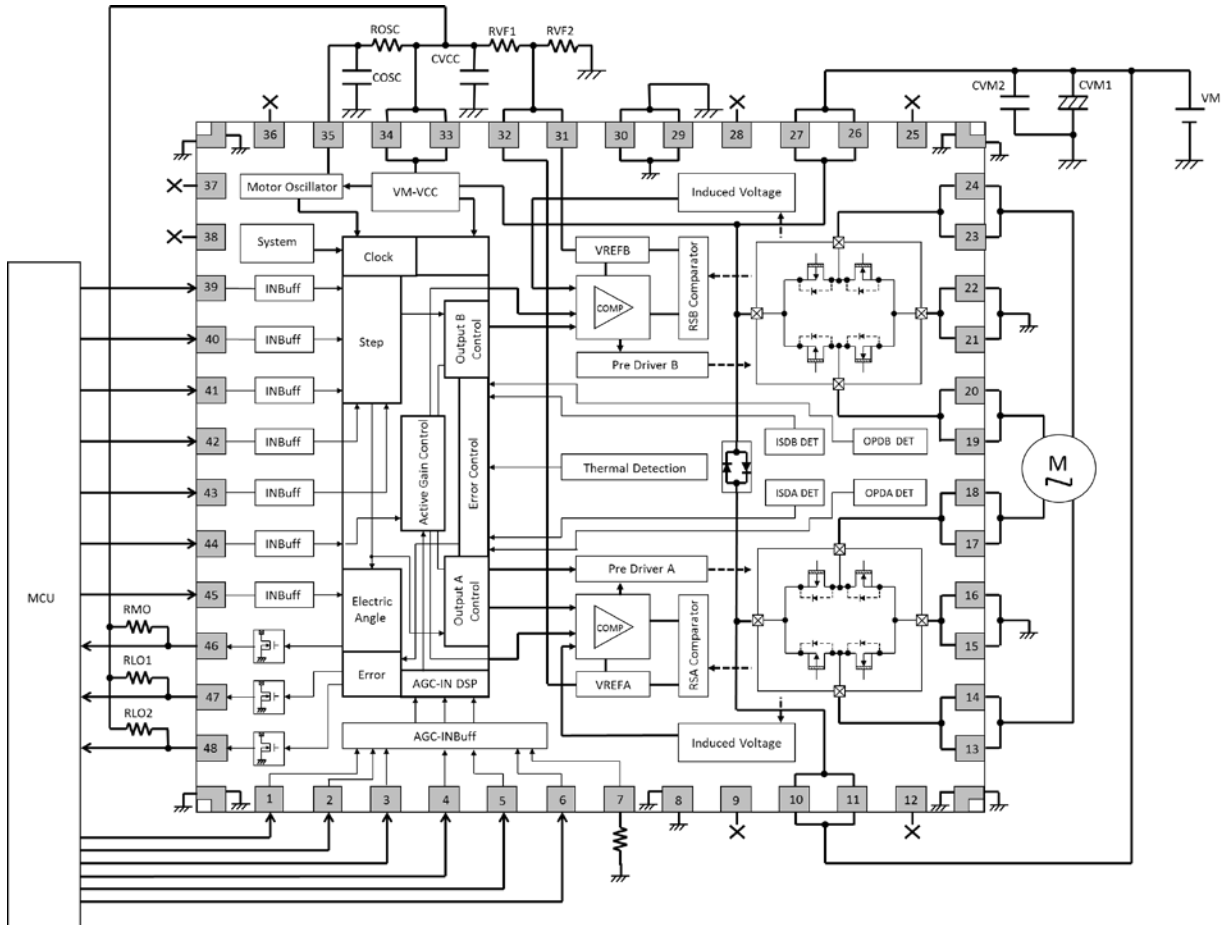 ROSC
RVF1
RVF2
COSC
CVCC
CVM2
CVM1
VM
36
35
34
33
32
31
30
29
28
27
26
25
37
Motor Oscillator
VM-VCC
Induced Voltage
24
38
System
Clock
VREFB
23
39
INBuff
Step
COMP
RSB Comparator
22
40
INBuff
Output B
Control
21
41
INBuff
Pre Driver B
20
42
INBuff
Active Gain Control
Error Control
ISDB DET
OPDB DET
19
Thermal Detection
M
43
INBuff
ISDA DET
OPDA DET
18
44
INBuff
17
MCU
45
INBuff
Electric
Angle
Output A
Control
Pre Driver A
16
RMO
46
COMP
RSA Comparator
15
RLO1
47
Error
AGC-IN DSP
VREFA
14
RLO2
48
AGC-INBuff
Induced Voltage
13
1
2
3
4
5
6
7
8
9
10
11
12